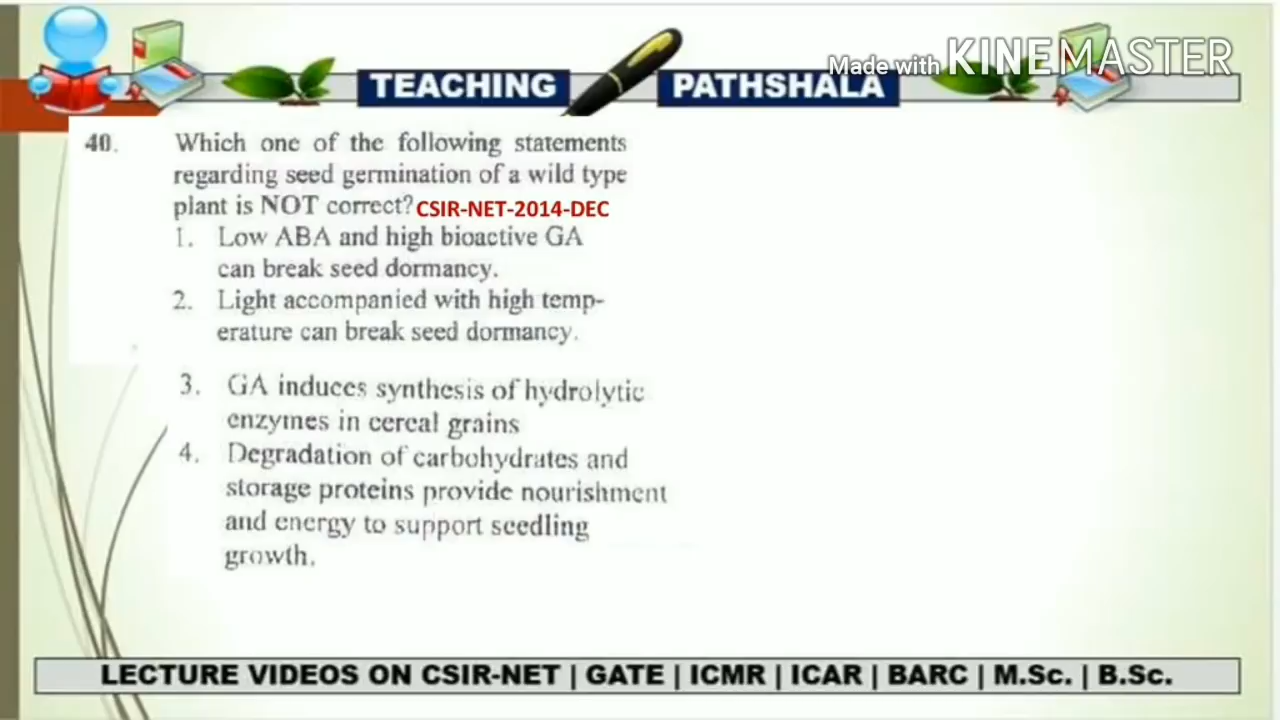 Made with KINEMASTER
TEACHING PATHSHALA
40. Which one of the following statements
regarding seed germination of a wild type
plant is NOT correct? CSIR-NET-2014-DEC
1. Low ABA and high bioactive GA
can break seed dormancy.
2. Light accompanied with high temp-
erature can break seed dormancy.
3. GA induces synthesis of hydrolytic
enzymes in cereal grains
4. Degradation of carbohydrates and
storage proteins provide nourishment
and energy to support seedling
growth.
LECTURE VIDEOS ON CSIR-NET | GATE | ICMR | ICAR | BARC | M.Sc. | B.Sc.